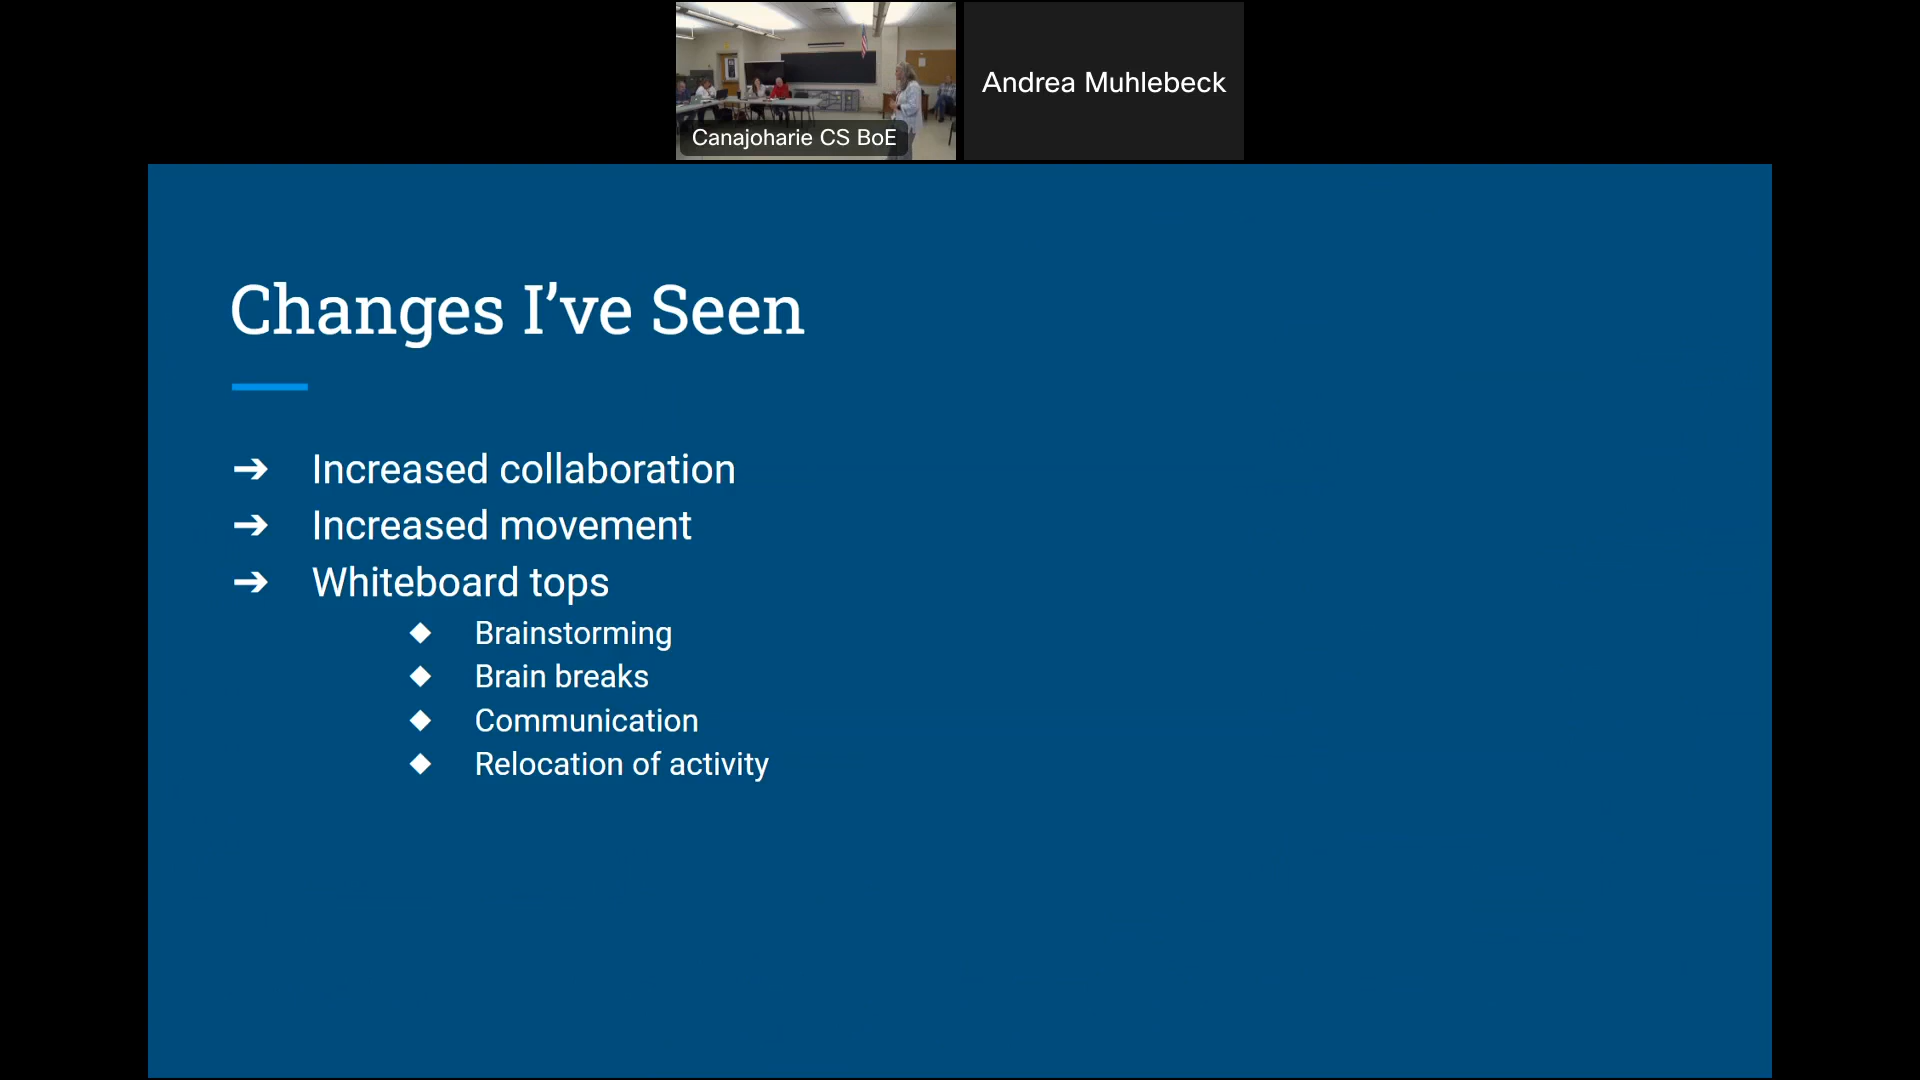 Canajoharie CS BoE
Andrea Muhlebeck
Changes I've Seen
➔ Increased collaboration
➔ Increased movement
➔ Whiteboard tops
◆ Brainstorming
◆ Brain breaks
◆ Communication
◆ Relocation of activity